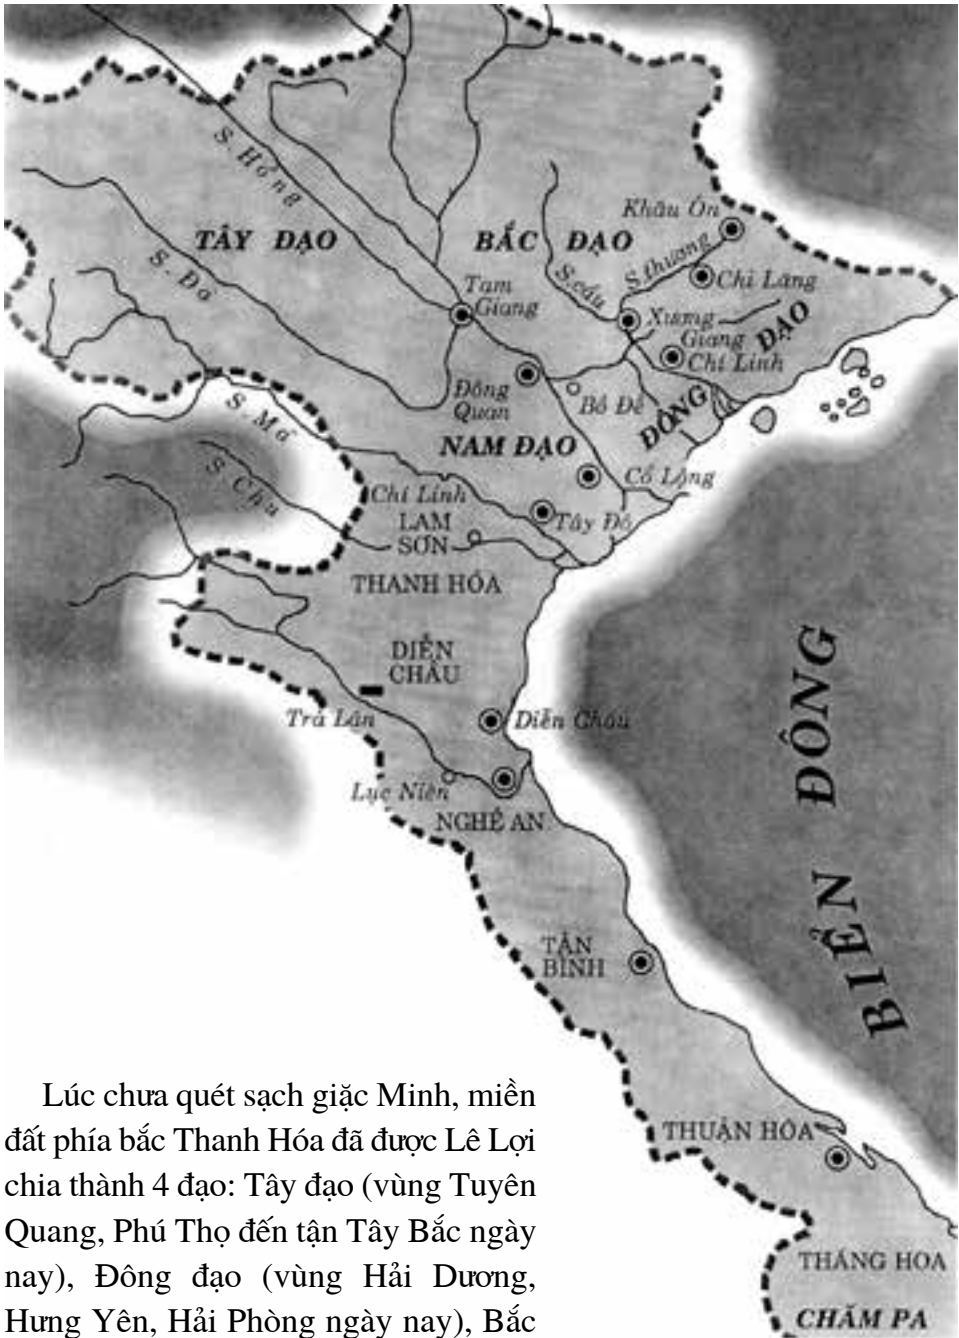 S. Hồng
Khâu Ôn
TÂY ĐẠO
BẮC ĐẠO
S. thương
S. Đà
S. cầu
Chi Lăng
Tam
Giang
Xương
Giang
ĐÔNG ĐẠO
Chí Linh
Đông
Quan
Bồ Đề
S. Mã
NAM ĐẠO
S. Chu
Cổ Lộng
Chí Linh
Tây Đô
LAM
SƠN
THANH HÓA
DIỄN
CHÂU
Trà Lân
Diễn Châu
BIỂN ĐÔNG
Lục Niên
NGHỆ AN
TÂN
BÌNH
Lúc chưa quét sạch giặc Minh, miền
đất phía bắc Thanh Hóa đã được Lê Lợi
chia thành 4 đạo: Tây đạo (vùng Tuyên
Quang, Phú Thọ đến tận Tây Bắc ngày
nay), Đông đạo (vùng Hải Dương,
Hưng Yên, Hải Phòng ngày nay), Bắc
THUẬN HÓA
THĂNG HOA
CHĂM PA